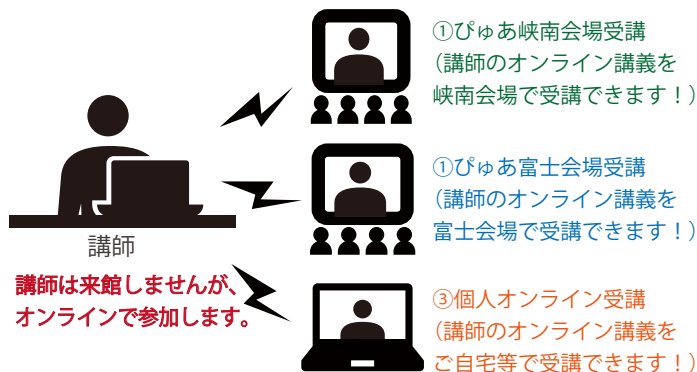 ①ぴゅあ峡南会場受講
（講師のオンライン講義を
峡南会場で受講できます！）
①ぴゅあ富士会場受講
（講師のオンライン講義を
富士会場で受講できます！）
講師
講師は来館しませんが、
オンラインで参加します。
③個人オンライン受講
（講師のオンライン講義を
ご自宅等で受講できます！）